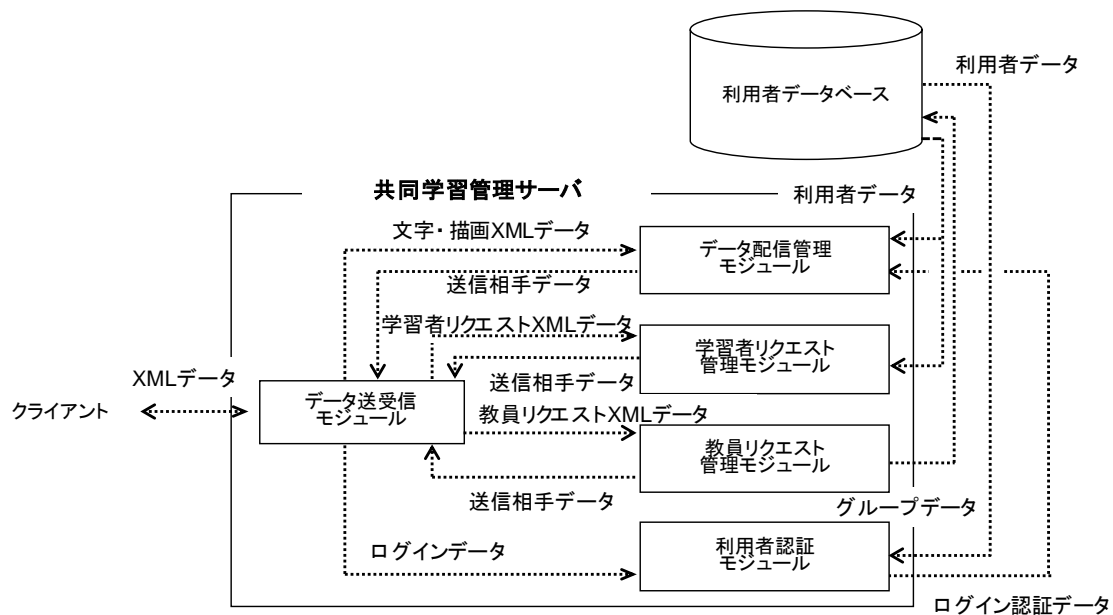 利用者データ
利用者データベース
共同学習管理サーバ
利用者データ
文字・描画XMLデータ
データ配信管理
モジュール
送信相手データ
学習者リクエストXMLデータ
学習者リクエスト
管理モジュール
XMLデータ
送信相手データ
クライアント
データ送受信
モジュール
教員リクエストXMLデータ
教員リクエスト
管理モジュール
送信相手データ
グループデータ
ログインデータ
利用者認証
モジュール
ログイン認証データ